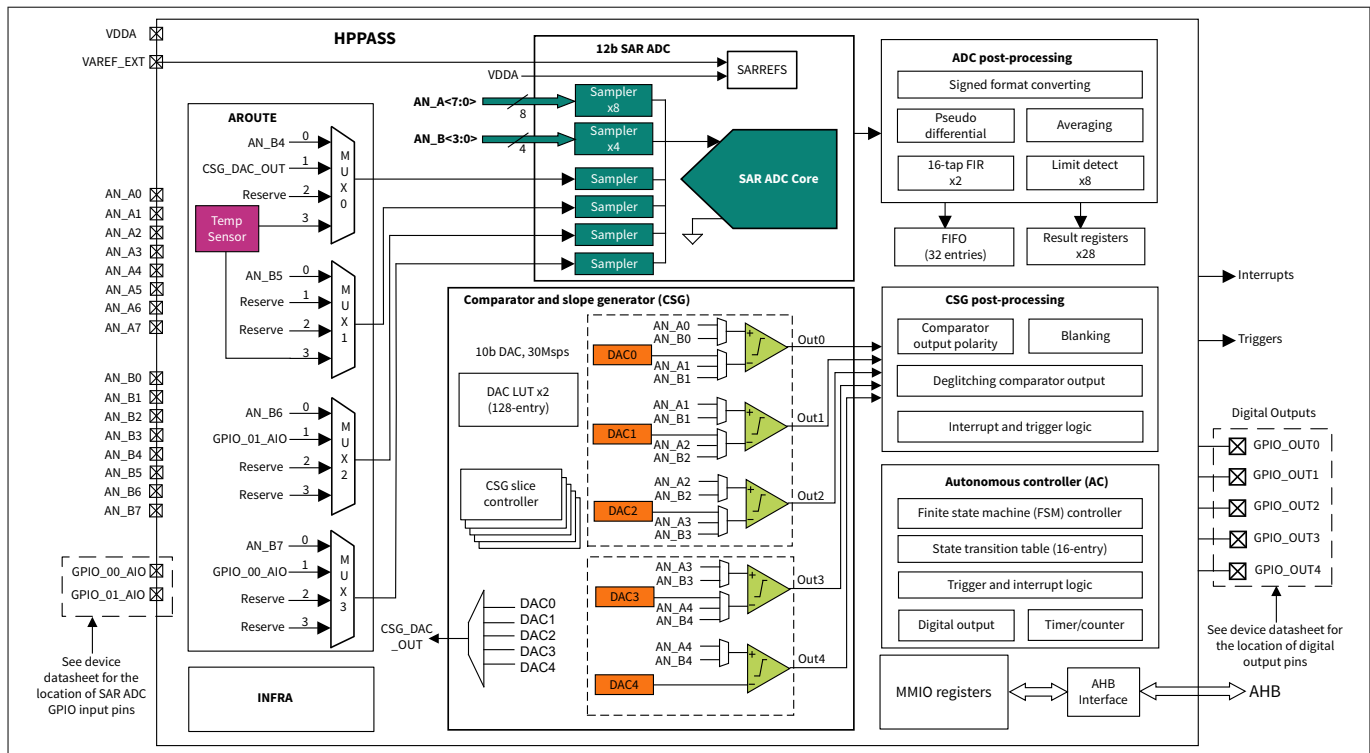 HPPASS
VDDA
VAREF_EXT
AN_A0
AN_A1
AN_A2
AN_A3
AN_A4
AN_A5
AN_A6
AN_A7
AN_B0
AN_B1
AN_B2
AN_B3
AN_B4
AN_B5
AN_B6
AN_B7
GPIO_00_AIO
GPIO_01_AIO
See device
datasheet for the
location of SAR ADC
GPIO input pins
AROUTE
AN_B4 0
CSG_DAC_OUT 1
Reserve 2
3
Temp
Sensor
MUX0
AN_B5 0
Reserve 1
Reserve 2
3
MUX1
AN_B6 0
GPIO_01_AIO 1
Reserve 2
Reserve 3
MUX2
AN_B7 0
GPIO_00_AIO 1
Reserve 2
Reserve 3
MUX3
INFRA
12b SAR ADC
VDDA
SARREFS
AN_A<7:0>
8
Sampler
x8
AN_B<3:0>
4
Sampler
x4
Sampler
Sampler
Sampler
Sampler
SAR ADC Core
Comparator and slope generator (CSG)
10b DAC, 30Msps
DAC LUT x2
(128-entry)
CSG slice
controller
CSG_DAC
_OUT
DAC0
DAC1
DAC2
DAC3
DAC4
AN_A0
AN_B0
DAC0
AN_A1
AN_B1
+
−
Out0
AN_A1
AN_B1
DAC1
AN_A2
AN_B2
+
−
Out1
AN_A2
AN_B2
DAC2
AN_A3
AN_B3
+
−
Out2
AN_A3
AN_B3
DAC3
AN_A4
AN_B4
+
−
Out3
AN_A4
AN_B4
DAC4
+
−
Out4
ADC post-processing
Signed format converting
Pseudo
differential
Averaging
16-tap FIR
x2
Limit detect
x8
FIFO
(32 entries)
Result registers
x28
CSG post-processing
Comparator
output polarity
Blanking
Deglitching comparator output
Interrupt and trigger logic
Autonomous controller (AC)
Finite state machine (FSM) controller
State transition table (16-entry)
Trigger and interrupt logic
Digital output
Timer/counter
MMIO registers
AHB
Interface
AHB
Interrupts
Triggers
Digital Outputs
GPIO_OUT0
GPIO_OUT1
GPIO_OUT2
GPIO_OUT3
GPIO_OUT4
See device datasheet for
the location of digital
output pins